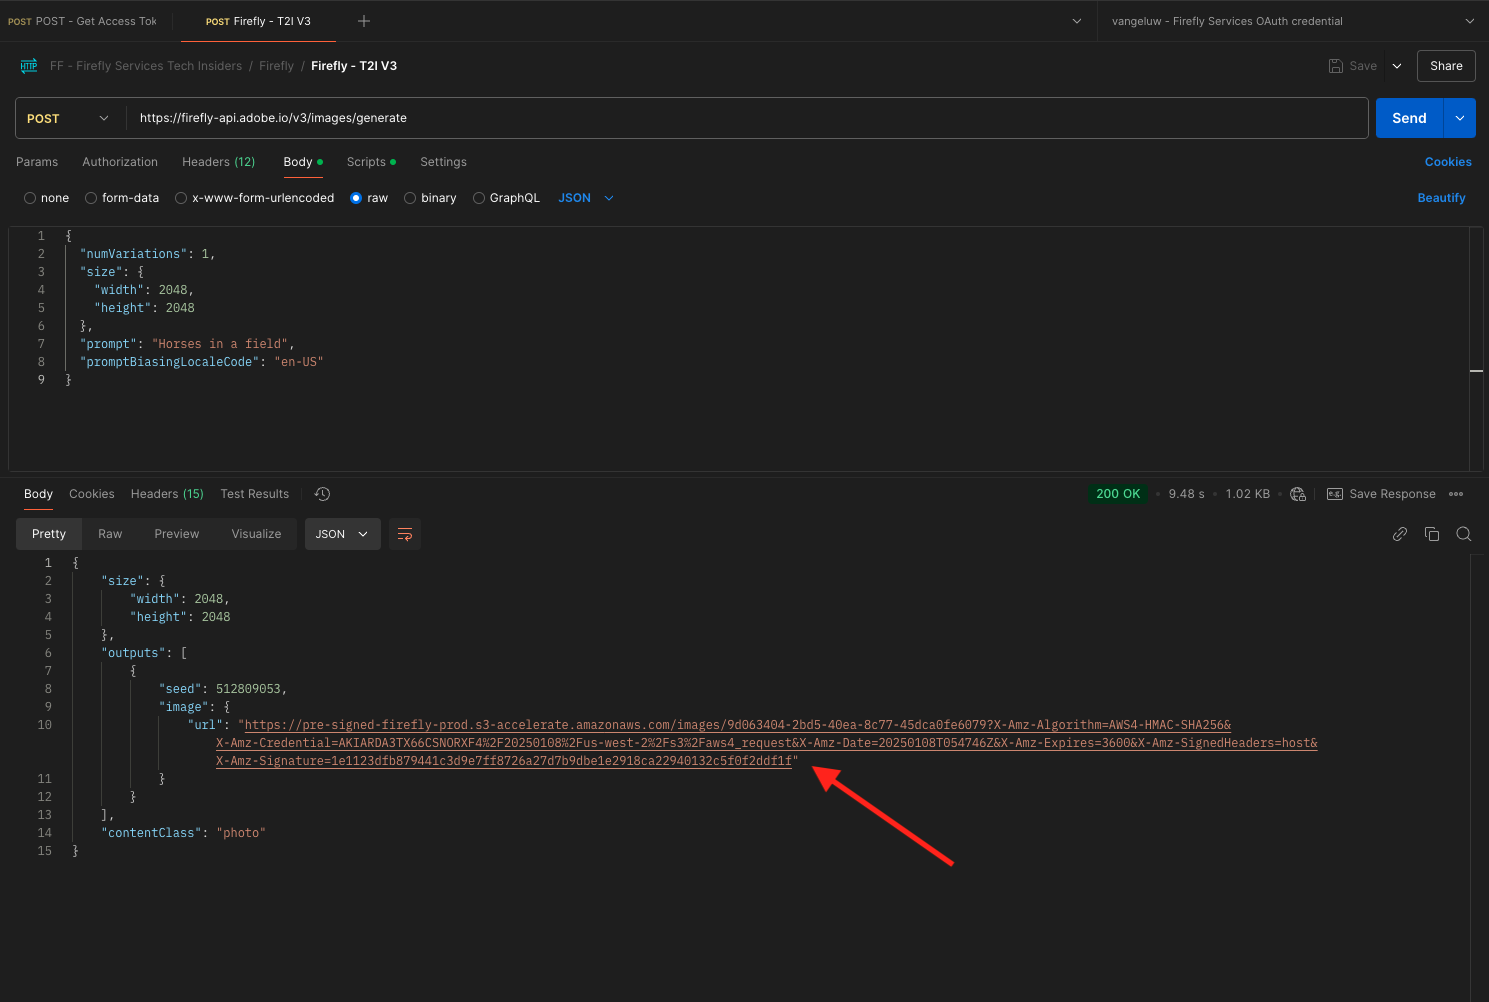 POST POST - Get Access Tok
POST Firefly - T2I V3
vangeluw - Firefly Services OAuth credential
HTTP FF - Firefly Services Tech Insiders / Firefly / Firefly - T2I V3
Save
Share
POST https://firefly-api.adobe.io/v3/images/generate
Send
Params Authorization Headers (12) Body Scripts Settings
Cookies
none form-data x-www-form-urlencoded raw binary GraphQL JSON
Beautify
1 {
2 "numVariations": 1,
3 "size": {
4 "width": 2048,
5 "height": 2048
6 },
7 "prompt": "Horses in a field",
8 "promptBiasingLocaleCode": "en-US"
9 }
Body Cookies Headers (15) Test Results
200 OK • 9.48 s • 1.02 KB
e.g. Save Response
Pretty Raw Preview Visualize JSON
1 {
2 "size": {
3 "width": 2048,
4 "height": 2048
5 },
6 "outputs": [
7 {
8 "seed": 512809053,
9 "image": {
10 "url": "https://pre-signed-firefly-prod.s3-accelerate.amazonaws.com/images/9d063404-2bd5-40ea-8c77-45dca0fe6079?X-Amz-Algorithm=AWS4-HMAC-SHA256&
X-Amz-Credential=AKIARDA3TX66CSNORXF4%2F20250108%2Fus-west-2%2Fs3%2Faws4_request&X-Amz-Date=20250108T054746Z&X-Amz-Expires=3600&X-Amz-SignedHeaders=host&
X-Amz-Signature=1e1123dfb879441c3d9e7ff8726a27d7b9dbe1e2918ca22940132c5f0f2ddf1f"
11 }
12 }
13 ],
14 "contentClass": "photo"
15 }